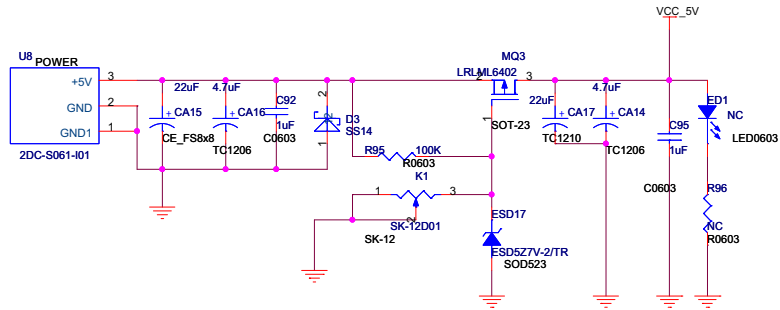 VCC_5V
U8
POWER
+5V
3
GND
2
GND1
1
2DC-S061-I01
22uF
CA15
CE_FS8x8
4.7uF
CA16
TC1206
C92
1uF
C0603
2
D3
SS14
2
1
MQ3
LRLML6402
2
3
1
SOT-23
R95
100K
R0603
K1
1
3
2
SK-12D01
SK-12
ESD17
ESD5Z7V-2/TR
SOD523
22uF
CA17
TC1210
4.7uF
CA14
TC1206
C95
1uF
C0603
ED1
NC
LED0603
R96
NC
R0603